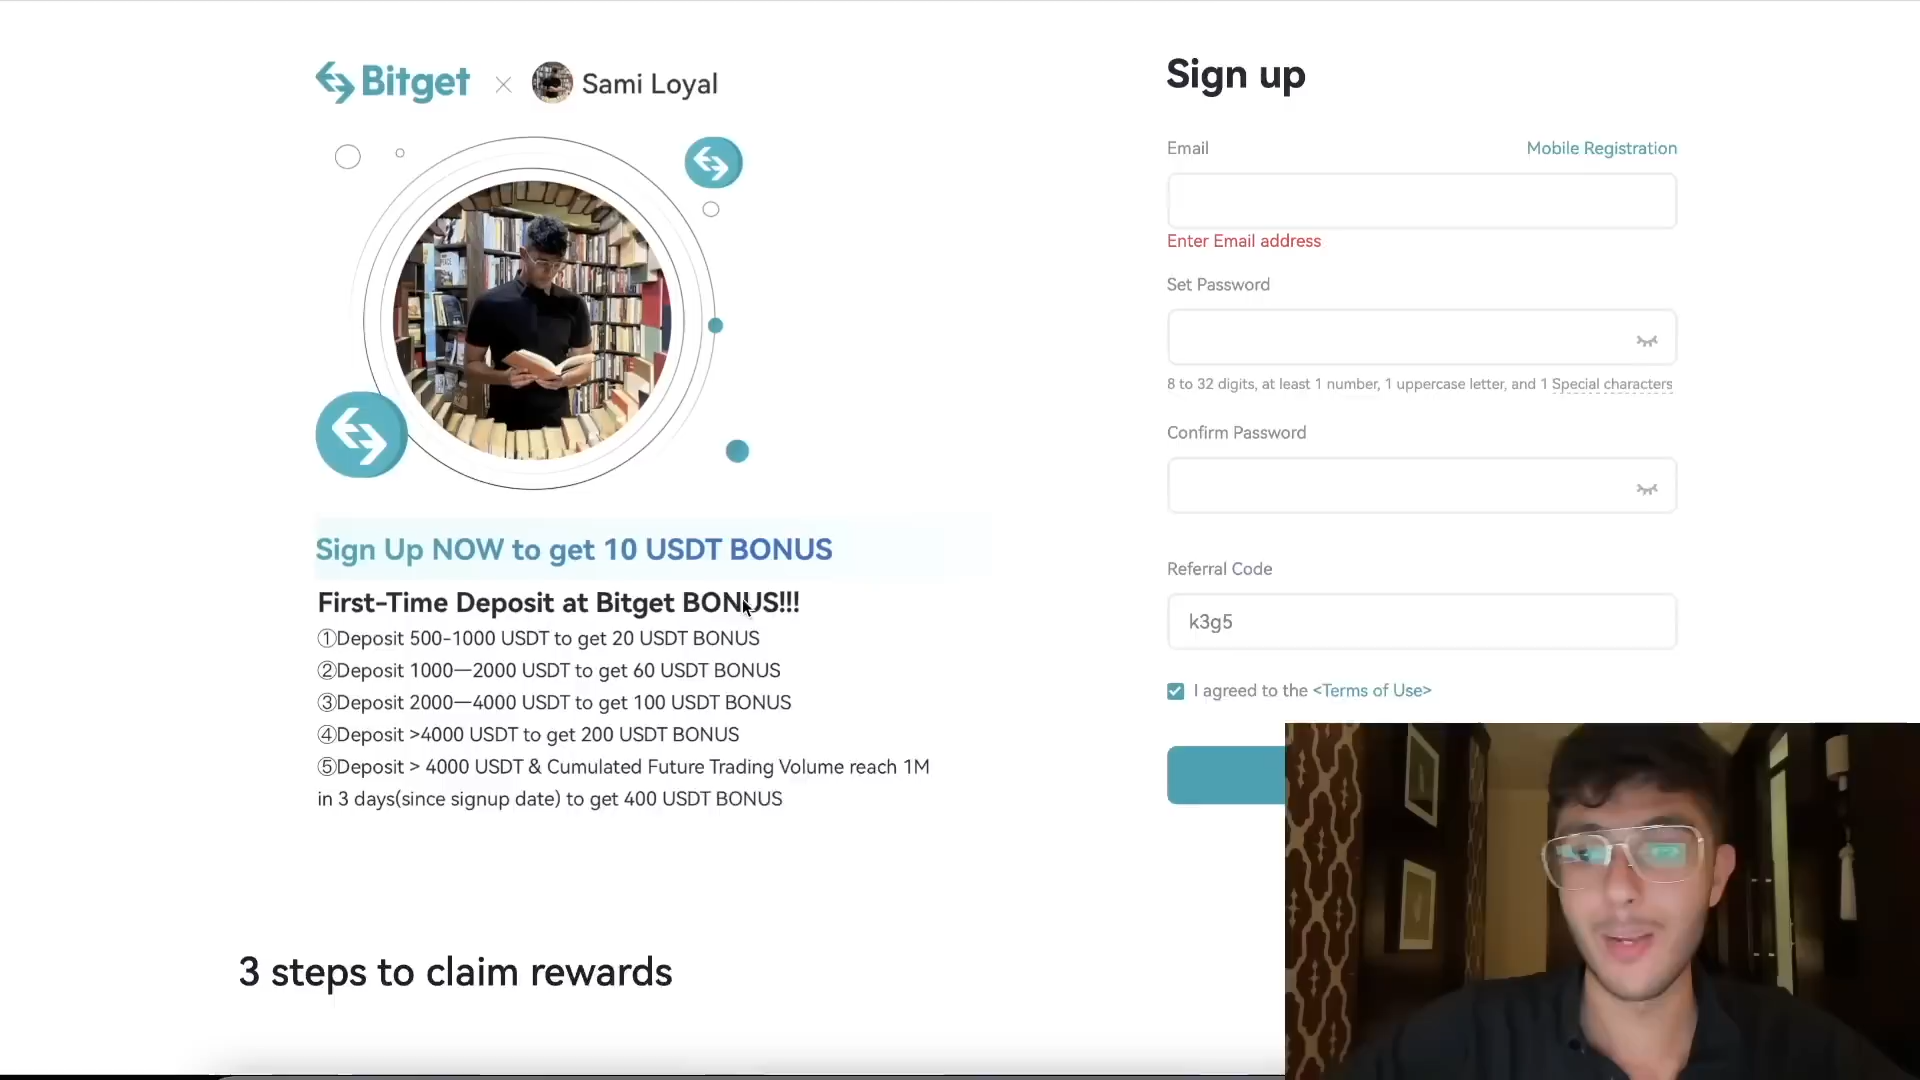 Bitget × Sami Loyal
Sign Up NOW to get 10 USDT BONUS
First-Time Deposit at Bitget BONUS!!!
①Deposit 500-1000 USDT to get 20 USDT BONUS
②Deposit 1000—2000 USDT to get 60 USDT BONUS
③Deposit 2000—4000 USDT to get 100 USDT BONUS
④Deposit >4000 USDT to get 200 USDT BONUS
⑤Deposit > 4000 USDT & Cumulated Future Trading Volume reach 1M
in 3 days(since signup date) to get 400 USDT BONUS
3 steps to claim rewards
Sign up
Email
Mobile Registration
Enter Email address
Set Password
8 to 32 digits, at least 1 number, 1 uppercase letter, and 1 Special characters
Confirm Password
Referral Code
k3g5
I agreed to the <Terms of Use>